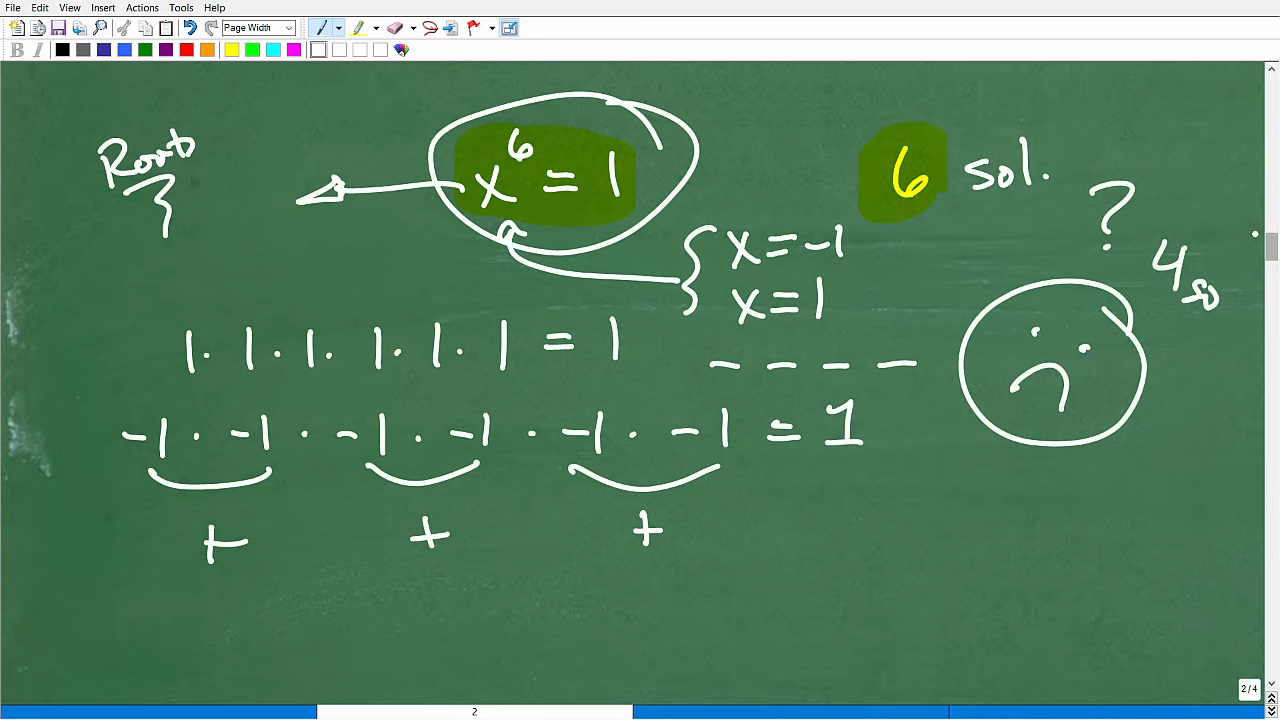 File Edit View Insert Actions Tools Help
Page Width
B I
Roots
x⁶ = 1
6 sol.
?
4 so
x = -1
x = 1
1 · 1 · 1 · 1 · 1 · 1 = 1
- - - -
-1 · -1 · -1 · -1 · -1 · -1 = 1
+ + +
2 / 4
2